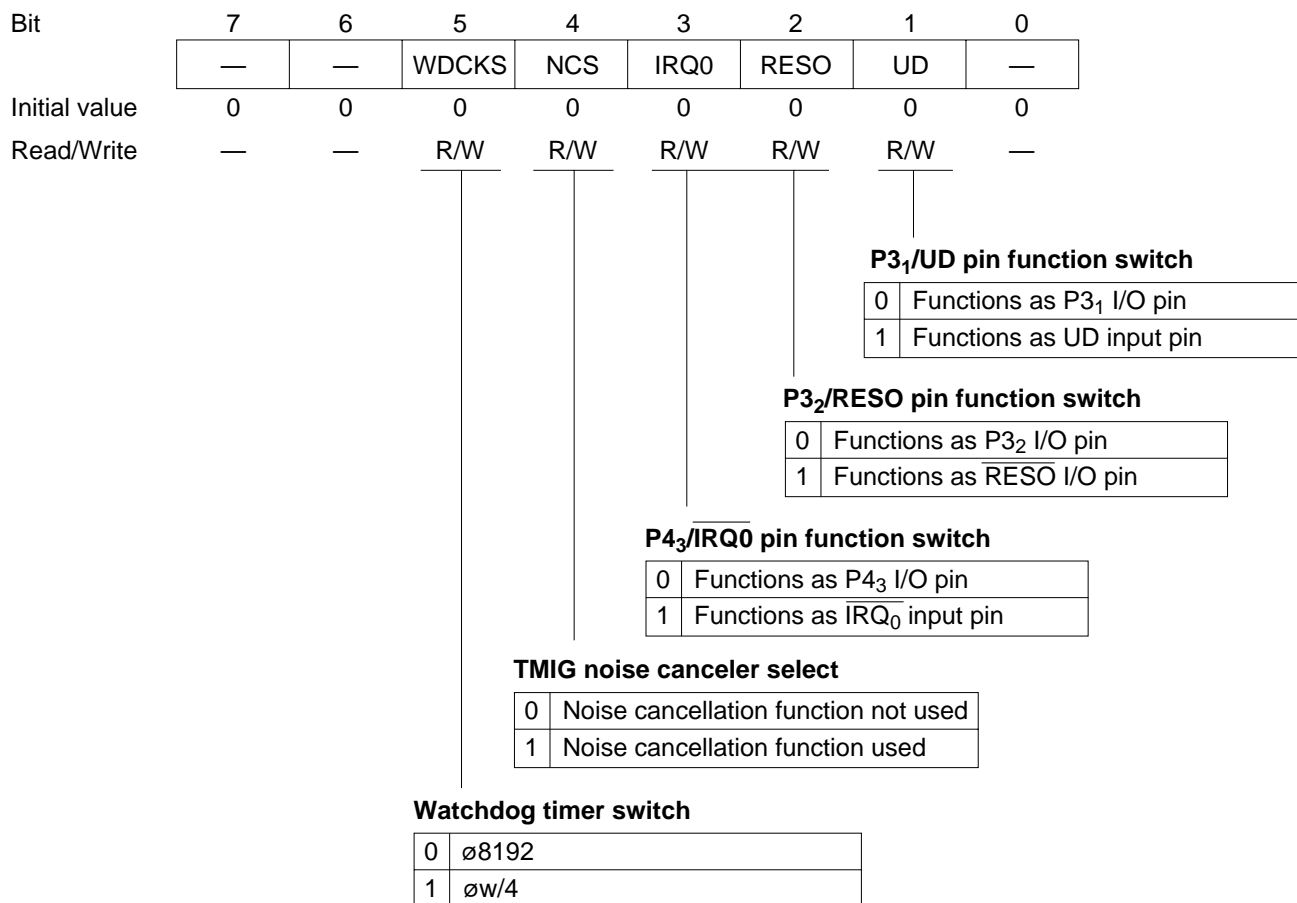 Bit 7 6 5 4 3 2 1 0
— — WDCKS NCS IRQ0 RESO UD —
Initial value 0 0 0 0 0 0 0 0
Read/Write — — R/W R/W R/W R/W R/W —
P3₁/UD pin function switch
0 Functions as P3₁ I/O pin
1 Functions as UD input pin
P3₂/RESO pin function switch
0 Functions as P3₂ I/O pin
1 Functions as R̅E̅S̅O̅ I/O pin
P4₃/I̅R̅Q̅0̅ pin function switch
0 Functions as P4₃ I/O pin
1 Functions as I̅R̅Q̅₀̅ input pin
TMIG noise canceler select
0 Noise cancellation function not used
1 Noise cancellation function used
Watchdog timer switch
0 ø8192
1 øw/4